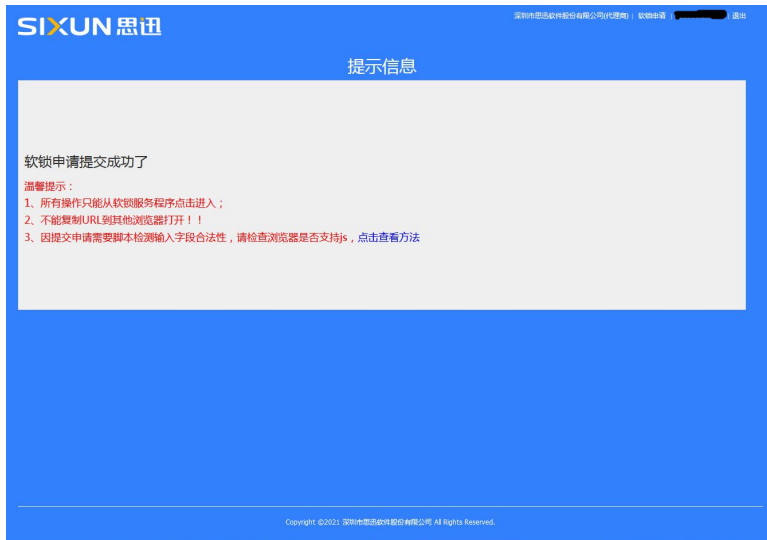 SIXUN思迅
深圳市思迅软件股份有限公司(代理商) | 软锁申请 | | 退出
提示信息
软锁申请提交成功了
温馨提示：
1、所有操作只能从软锁服务程序点击进入；
2、不能复制URL到其他浏览器打开！！
3、因提交申请需要脚本检测输入字段合法性，请检查浏览器是否支持js，点击查看方法
Copyright ©2021 深圳市思迅软件股份有限公司 All Rights Reserved.